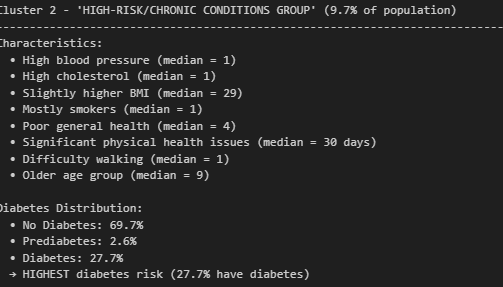 Cluster 2 - 'HIGH-RISK/CHRONIC CONDITIONS GROUP' (9.7% of population)
--------------------------------------------------------------------------------
Characteristics:
• High blood pressure (median = 1)
• High cholesterol (median = 1)
• Slightly higher BMI (median = 29)
• Mostly smokers (median = 1)
• Poor general health (median = 4)
• Significant physical health issues (median = 30 days)
• Difficulty walking (median = 1)
• Older age group (median = 9)
Diabetes Distribution:
• No Diabetes: 69.7%
• Prediabetes: 2.6%
• Diabetes: 27.7%
→ HIGHEST diabetes risk (27.7% have diabetes)